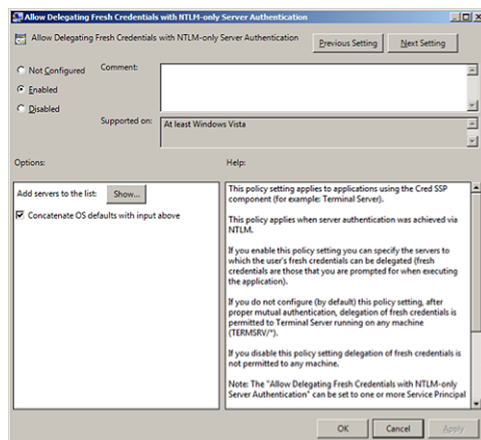 Allow Delegating Fresh Credentials with NTLM-only Server Authentication
Allow Delegating Fresh Credentials with NTLM-only Server Authentication
Previous Setting
Next Setting
Not Configured
Comment:
Enabled
Disabled
Supported on:
At least Windows Vista
Options:
Help:
Add servers to the list:
Show...
Concatenate OS defaults with input above
This policy setting applies to applications using the Cred SSP
component (for example: Terminal Server).
This policy applies when server authentication was achieved via
NTLM.
If you enable this policy setting you can specify the servers to
which the user's fresh credentials can be delegated (fresh
credentials are those that you are prompted for when executing
the application).
If you do not configure (by default) this policy setting, after
proper mutual authentication, delegation of fresh credentials is
permitted to Terminal Server running on any machine
(TERMSRV/*).
If you disable this policy setting delegation of fresh credentials is
not permitted to any machine.
Note: The "Allow Delegating Fresh Credentials with NTLM-only
Server Authentication" can be set to one or more Service Principal
OK
Cancel
Apply